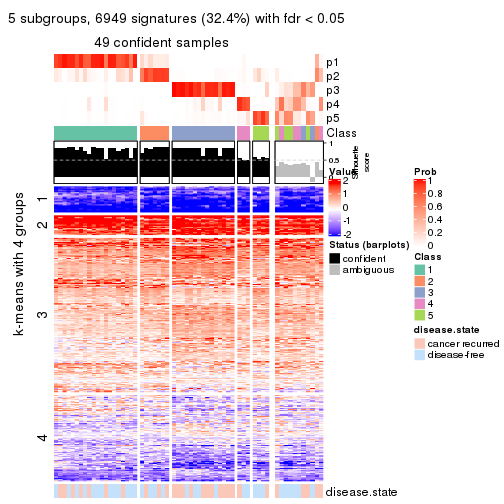 5 subgroups, 6949 signatures (32.4%) with fdr < 0.05
49 confident samples
p1
p2
p3
p4
p5
Class
1
0.5
0
Silhouette
score
k-means with 4 groups
1
2
3
4
disease.state
Value
2
1
0
-1
-2
Status (barplots)
confident
ambiguous
Prob
1
0.8
0.6
0.4
0.2
0
Class
1
2
3
4
5
disease.state
cancer recurred
disease-free